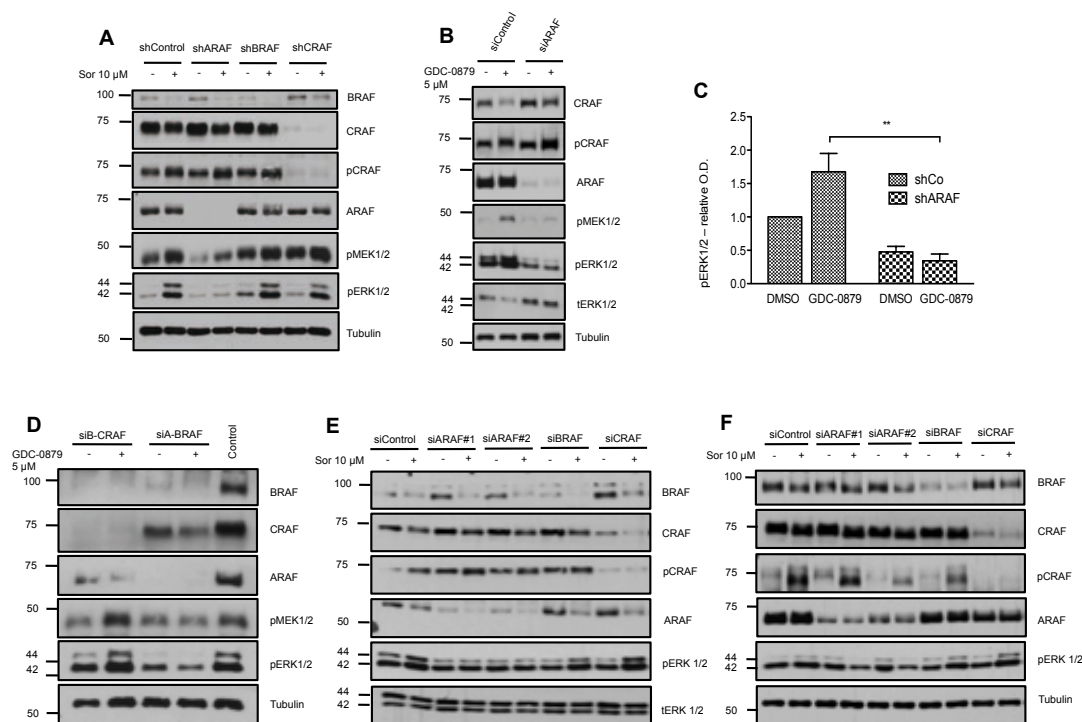 A
shControl shARAF shBRAF shCRAF
Sor 10 µM - + - + - + - +
100 BRAF
75 CRAF
75 pCRAF
75 ARAF
50 pMEK1/2
44 42 pERK1/2
50 Tubulin
B
siControl siARAF
GDC-0879 - + - +
5 µM
75 CRAF
75 pCRAF
75 ARAF
50 pMEK1/2
44 42 pERK1/2
44 42 tERK1/2
50 Tubulin
C
pERK1/2 – relative O.D.
2.5
2.0
1.5
1.0
0.5
0.0
**
shCo
shARAF
DMSO GDC-0879 DMSO GDC-0879
D
siB-CRAF siA-BRAF Control
GDC-0879 - + - +
5 µM
100 BRAF
75 CRAF
75 ARAF
50 pMEK1/2
44 42 pERK1/2
50 Tubulin
E
siControl siARAF#1 siARAF#2 siBRAF siCRAF
Sor 10 µM - + - + - + - + - +
100 BRAF
75 CRAF
75 pCRAF
50 ARAF
44 42 pERK 1/2
44 42 tERK 1/2
F
siControl siARAF#1 siARAF#2 siBRAF siCRAF
Sor 10 µM - + - + - + - + - +
100 BRAF
75 CRAF
pCRAF
75 ARAF
44 42 pERK 1/2
50 Tubulin